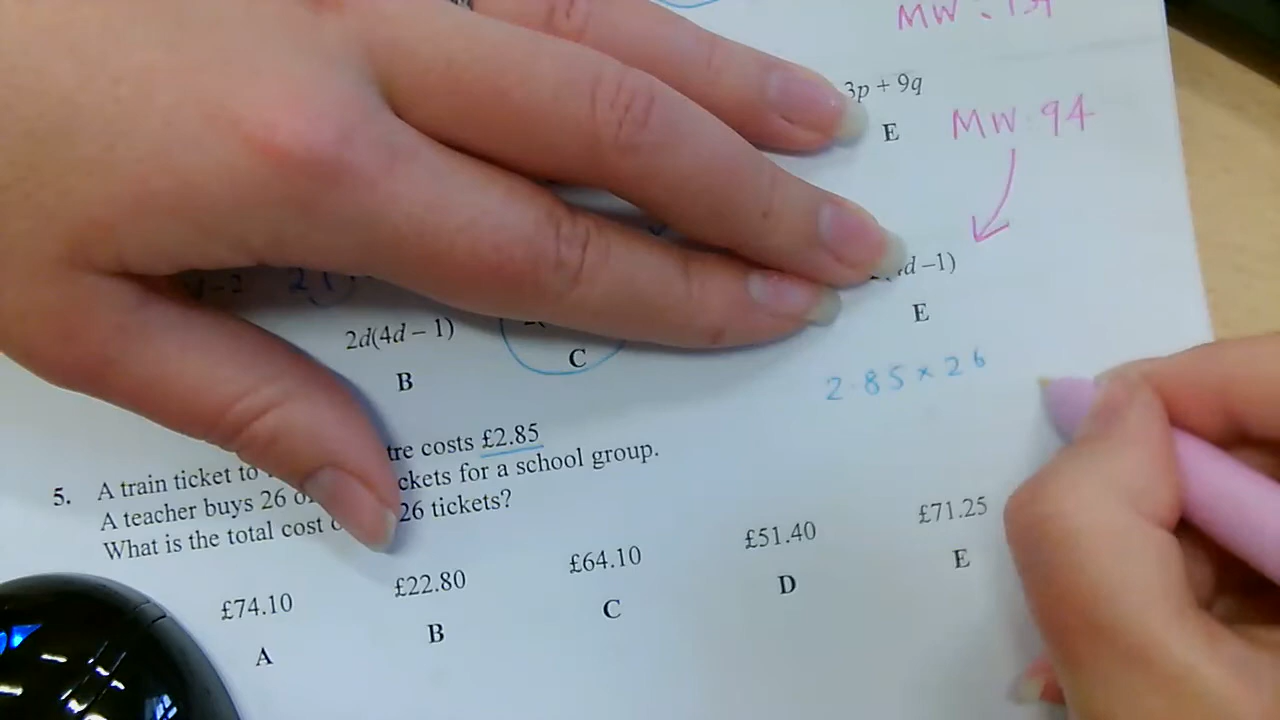 3p + 9q
E
MW 94
d – 1)
E
2d(4d – 1)
B
C
2.85 × 26
5. A train ticket to tre costs £2.85
A teacher buys 26 o ckets for a school group.
What is the total cost 26 tickets?
£74.10 £22.80 £64.10 £51.40 £71.25
A B C D E